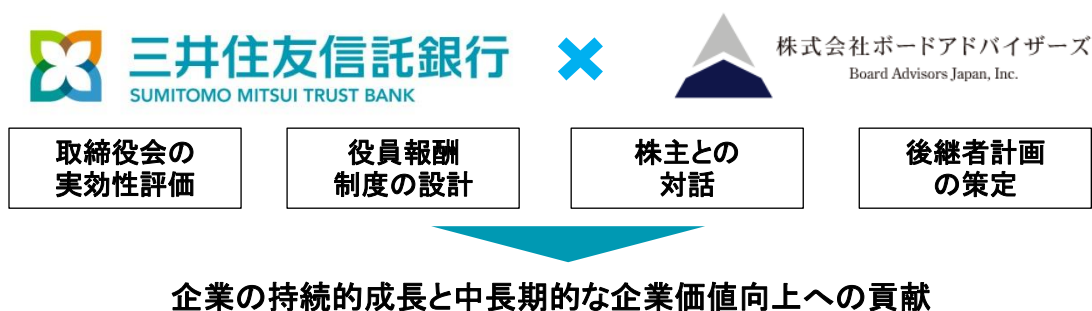 三井住友信託銀行
SUMITOMO MITSUI TRUST BANK
株式会社ボードアドバイザーズ
Board Advisors Japan, Inc.
取締役会の
実効性評価
役員報酬
制度の設計
株主との
対話
後継者計画
の策定
企業の持続的成長と中長期的な企業価値向上への貢献